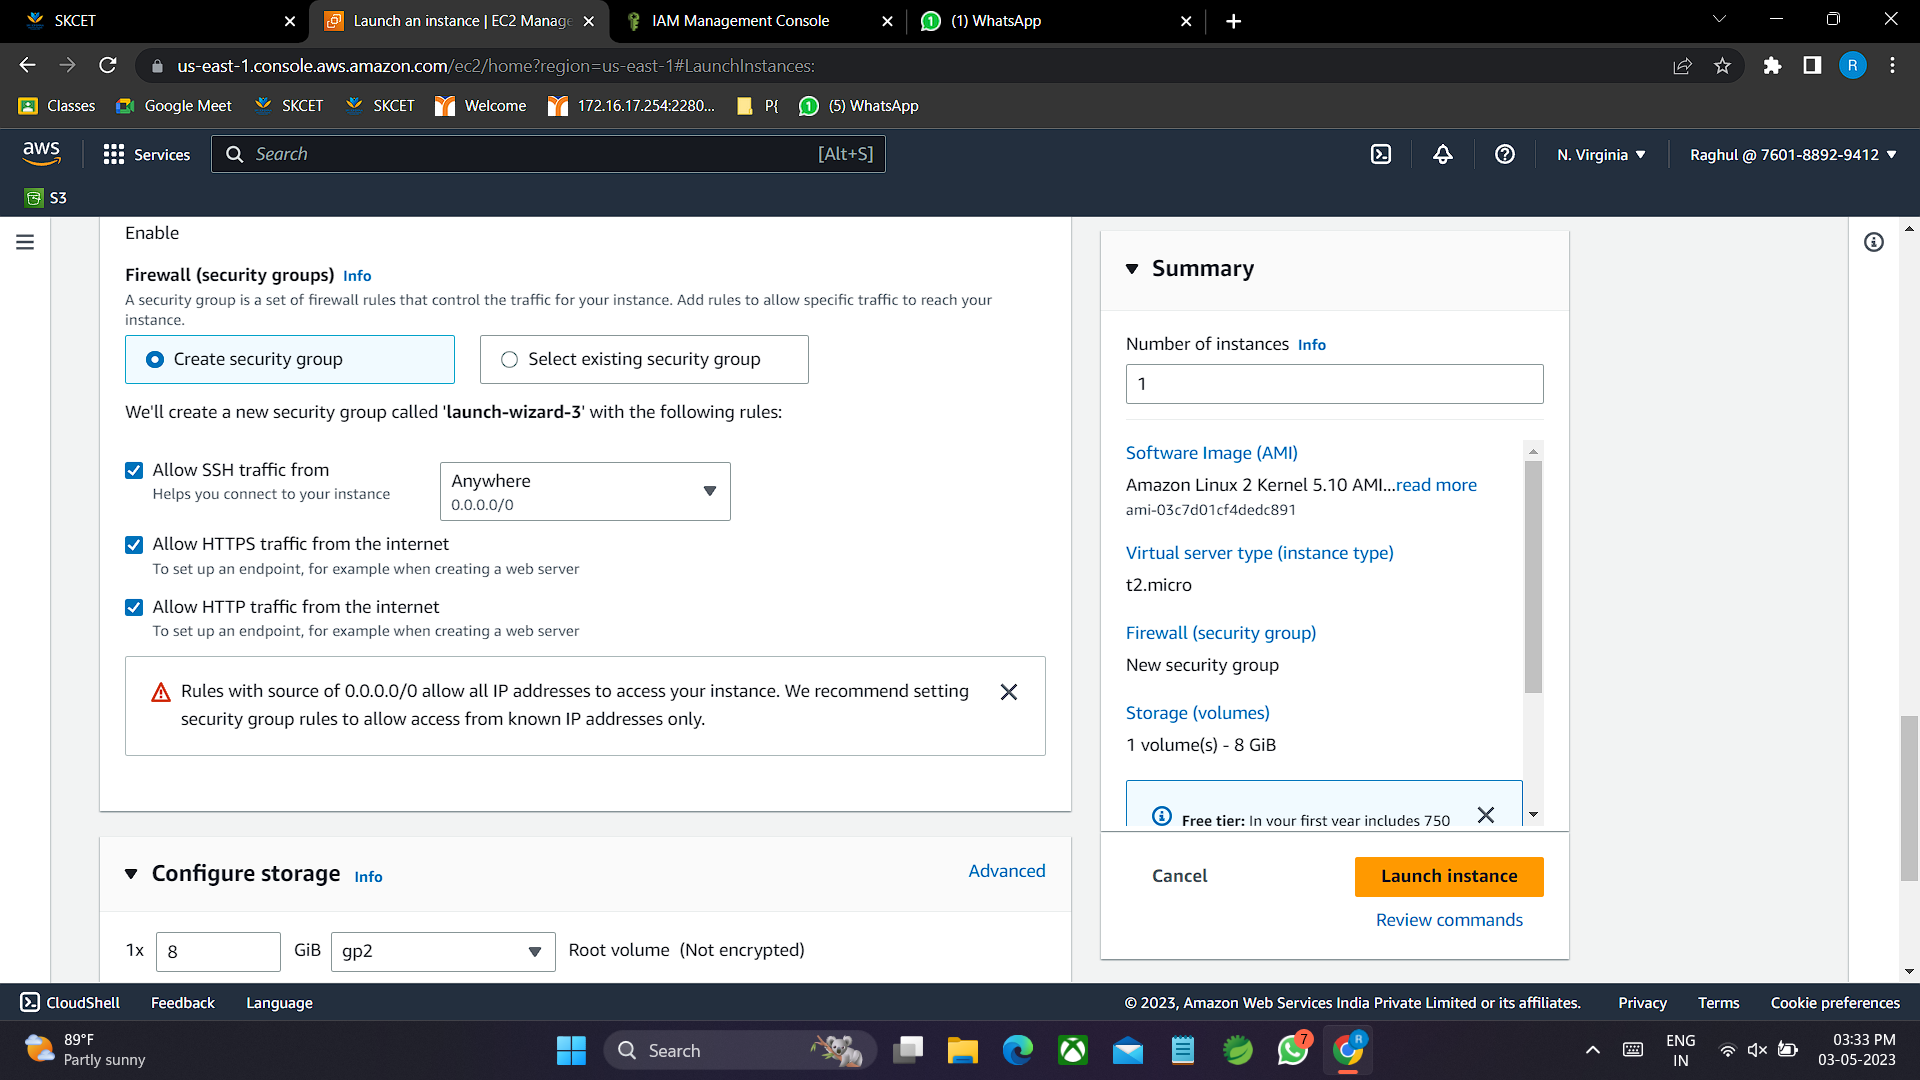 SKCET
Launch an instance | EC2 Manage
IAM Management Console
(1) WhatsApp
us-east-1.console.aws.amazon.com/ec2/home?region=us-east-1#LaunchInstances:
R
Classes
Google Meet
SKCET
SKCET
Welcome
172.16.17.254:2280...
P{
(5) WhatsApp
aws
Services
Search
[Alt+S]
N. Virginia
Raghul @ 7601-8892-9412
S3
Enable
Firewall (security groups) Info
A security group is a set of firewall rules that control the traffic for your instance. Add rules to allow specific traffic to reach your
instance.
Create security group
Select existing security group
We'll create a new security group called 'launch-wizard-3' with the following rules:
Allow SSH traffic from
Helps you connect to your instance
Anywhere
0.0.0.0/0
Allow HTTPS traffic from the internet
To set up an endpoint, for example when creating a web server
Allow HTTP traffic from the internet
To set up an endpoint, for example when creating a web server
Rules with source of 0.0.0.0/0 allow all IP addresses to access your instance. We recommend setting
security group rules to allow access from known IP addresses only.
Configure storage Info
Advanced
1x 8 GiB gp2 Root volume (Not encrypted)
Summary
Number of instances Info
1
Software Image (AMI)
Amazon Linux 2 Kernel 5.10 AMI...read more
ami-03c7d01cf4dedc891
Virtual server type (instance type)
t2.micro
Firewall (security group)
New security group
Storage (volumes)
1 volume(s) - 8 GiB
Free tier: In your first year includes 750
Cancel
Launch instance
Review commands
CloudShell
Feedback
Language
© 2023, Amazon Web Services India Private Limited or its affiliates.
Privacy
Terms
Cookie preferences
89°F
Partly sunny
Search
7
R
ENG
IN
03:33 PM
03-05-2023